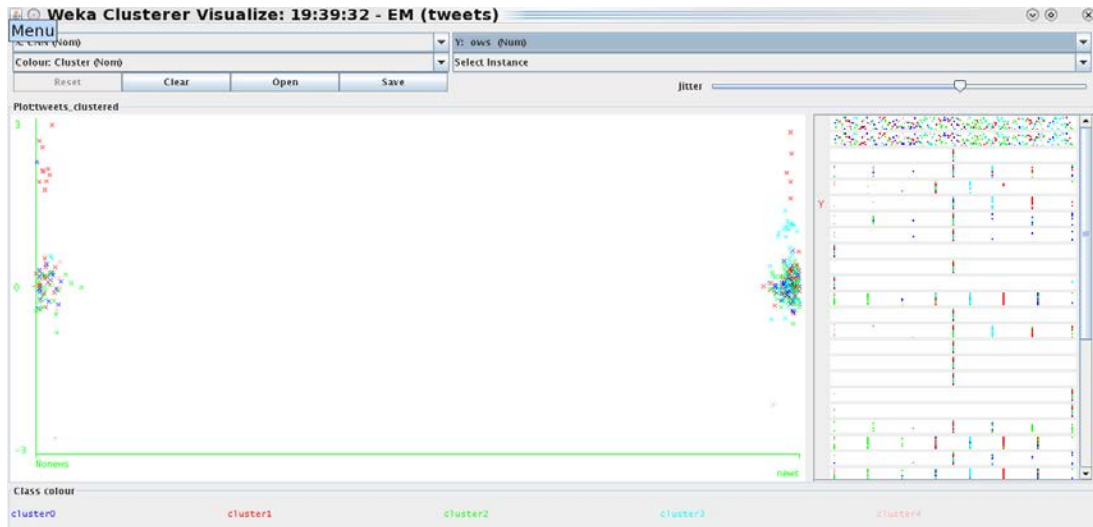 Weka Clusterer Visualize: 19:39:32 - EM (tweets)
Menu
X: CNN (Nom)
Y: ows (Num)
Colour: Cluster (Nom)
Select Instance
Reset
Clear
Open
Save
Jitter
Plot:tweets_clustered
3
0
-3
Nonews
news
Y
Class colour
cluster0
cluster1
cluster2
cluster3
cluster4